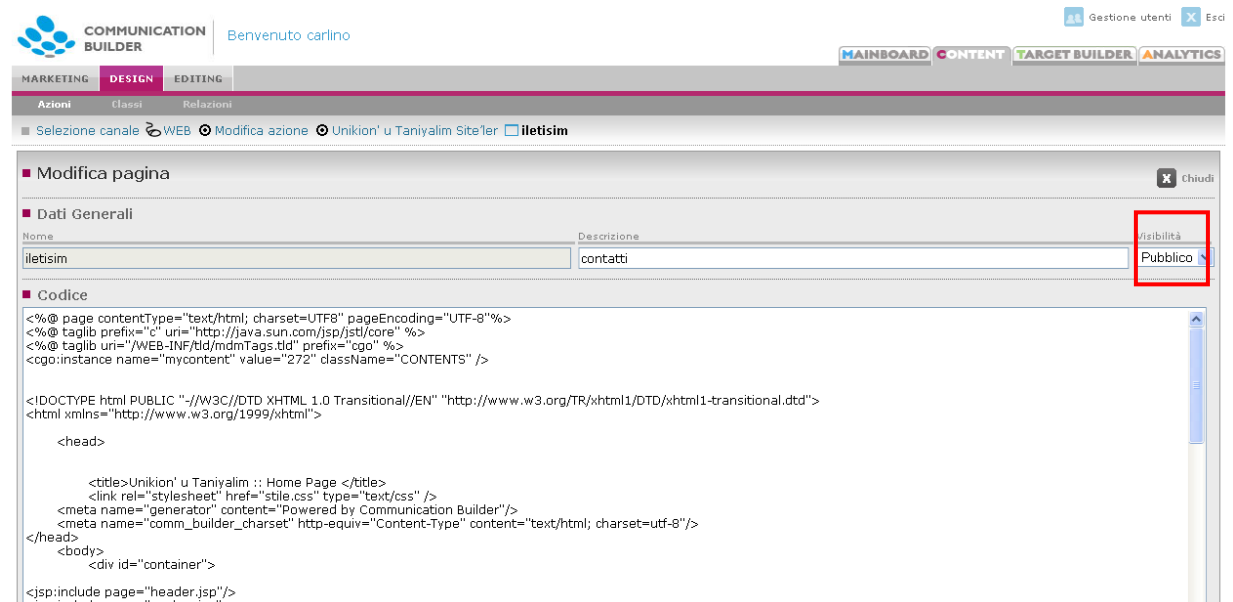 COMMUNICATION
BUILDER
Benvenuto carlino
Gestione utenti
X Esci
MAINBOARD CONTENT TARGET BUILDER ANALYTICS
MARKETING DESIGN EDITING
Azioni Classi Relazioni
Selezione canale WEB Modifica azione Unikion' u Taniyalim Site'ler iletisim
Modifica pagina
X Chiudi
Dati Generali
Nome Descrizione Visibilità
iletisim contatti Pubblico
Codice
<%@ page contentType="text/html; charset=UTF8" pageEncoding="UTF-8"%>
<%@ taglib prefix="c" uri="http://java.sun.com/jsp/jstl/core" %>
<%@ taglib uri="/WEB-INF/tld/mdmTags.tld" prefix="cgo" %>
<cgo:instance name="mycontent" value="272" className="CONTENTS" />
<!DOCTYPE html PUBLIC "-//W3C//DTD XHTML 1.0 Transitional//EN" "http://www.w3.org/TR/xhtml1/DTD/xhtml1-transitional.dtd">
<html xmlns="http://www.w3.org/1999/xhtml">
<head>
<title>Unikion' u Taniyalim :: Home Page </title>
<link rel="stylesheet" href="stile.css" type="text/css" />
<meta name="generator" content="Powered by Communication Builder"/>
<meta name="comm_builder_charset" http-equiv="Content-Type" content="text/html; charset=utf-8"/>
</head>
<body>
<div id="container">
<jsp:include page="header.jsp"/>